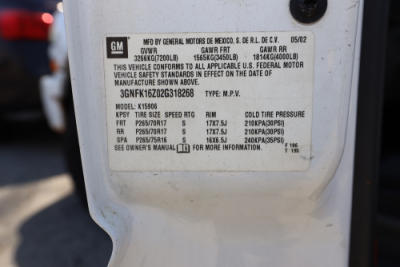 GM MFD BY GENERAL MOTORS DE MEXICO, S. DE R.L. DE C.V. 05/02
GVWR GAWR FRT GAWR RR
3266KG(7200LB) 1565KG(3450LB) 1814KG(4000LB)
THIS VEHICLE CONFORMS TO ALL APPLICABLE U.S. FEDERAL MOTOR
VEHICLE SAFETY STANDARDS IN EFFECT ON THE DATE OF
MANUFACTURE SHOWN ABOVE.
3GNFK16Z02G318268 TYPE: M.P.V.
MODEL: K15906
KPSY TIRE SIZE SPEED RTG RIM COLD TIRE PRESSURE
FRT P265/70R17 S 17X7.5J 210KPA(30PSI)
RR P265/70R17 S 17X7.5J 210KPA(30PSI)
SPA P265/75R16 S 16X6.5J 240KPA(35PSI)
SEE OWNER'S MANUAL FOR MORE INFORMATION
F 186
T 195